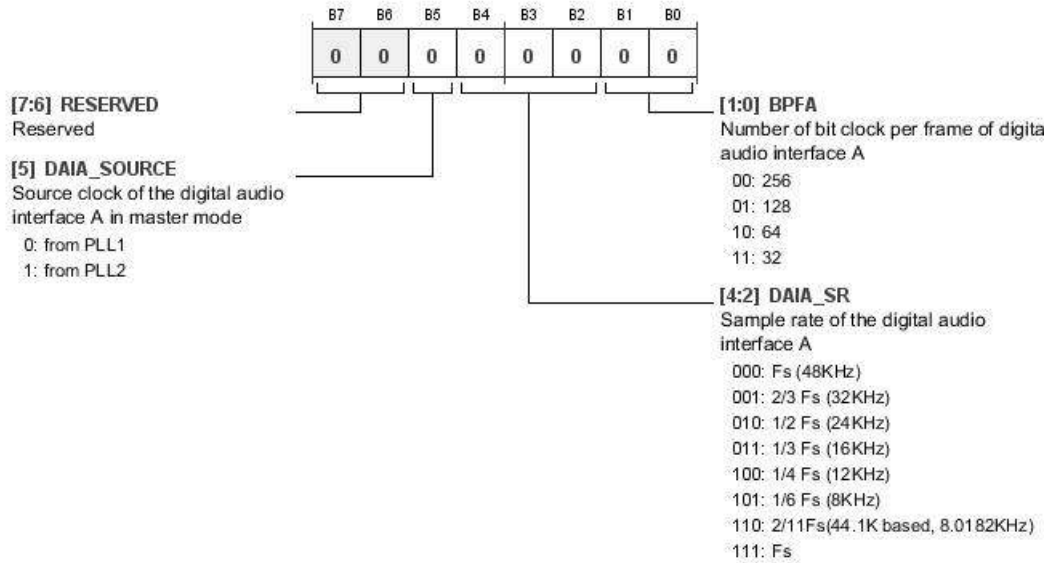 B7 B6 B5 B4 B3 B2 B1 B0
0 0 0 0 0 0 0 0
[7:6] RESERVED
Reserved
[5] DAIA_SOURCE
Source clock of the digital audio
interface A in master mode
0: from PLL1
1: from PLL2
[1:0] BPFA
Number of bit clock per frame of digita
audio interface A
00: 256
01: 128
10: 64
11: 32
[4:2] DAIA_SR
Sample rate of the digital audio
interface A
000: Fs (48KHz)
001: 2/3 Fs (32KHz)
010: 1/2 Fs (24KHz)
011: 1/3 Fs (16KHz)
100: 1/4 Fs (12KHz)
101: 1/6 Fs (8KHz)
110: 2/11Fs(44.1K based, 8.0182KHz)
111: Fs